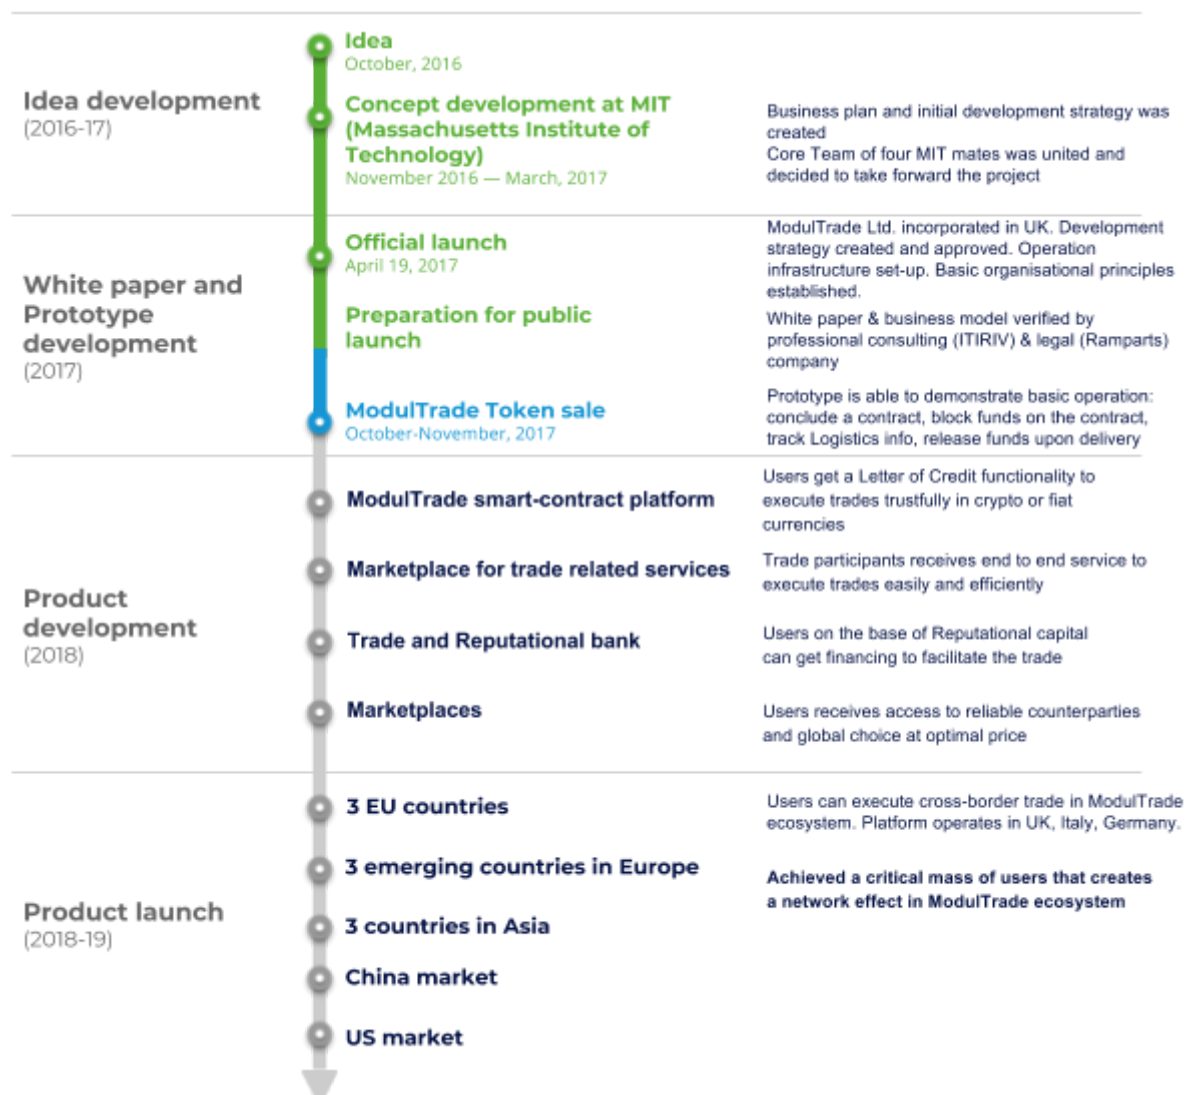 Idea development
(2016-17)
Idea
October, 2016
Concept development at MIT
(Massachusetts Institute of
Technology)
November 2016 — March, 2017
Business plan and initial development strategy was
created
Core Team of four MIT mates was united and
decided to take forward the project
White paper and
Prototype
development
(2017)
Official launch
April 19, 2017
ModulTrade Ltd. incorporated in UK. Development
strategy created and approved. Operation
infrastructure set-up. Basic organisational principles
established.
Preparation for public
launch
White paper & business model verified by
professional consulting (ITIRIV) & legal (Ramparts)
company
ModulTrade Token sale
October-November, 2017
Prototype is able to demonstrate basic operation:
conclude a contract, block funds on the contract,
track Logistics info, release funds upon delivery
Product
development
(2018)
ModulTrade smart-contract platform
Users get a Letter of Credit functionality to
execute trades trustfully in crypto or fiat
currencies
Marketplace for trade related services
Trade participants receives end to end service to
execute trades easily and efficiently
Trade and Reputational bank
Users on the base of Reputational capital
can get financing to facilitate the trade
Marketplaces
Users receives access to reliable counterparties
and global choice at optimal price
Product launch
(2018-19)
3 EU countries
Users can execute cross-border trade in ModulTrade
ecosystem. Platform operates in UK, Italy, Germany.
3 emerging countries in Europe
Achieved a critical mass of users that creates
a network effect in ModulTrade ecosystem
3 countries in Asia
China market
US market